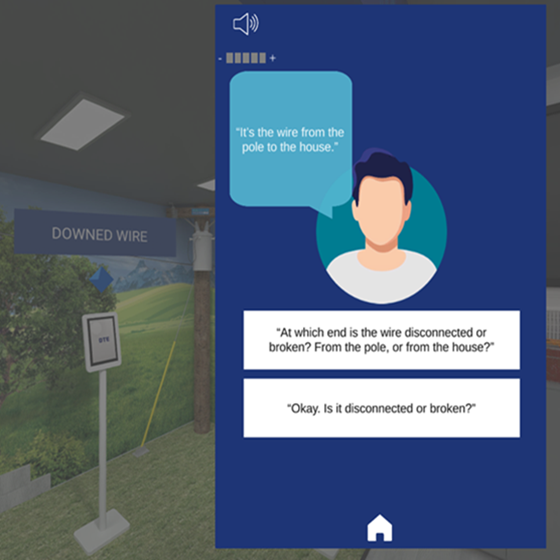 - +
“It’s the wire from the
pole to the house.”
DOWNED WIRE
“At which end is the wire disconnected or
broken? From the pole, or from the house?”
“Okay. Is it disconnected or broken?”